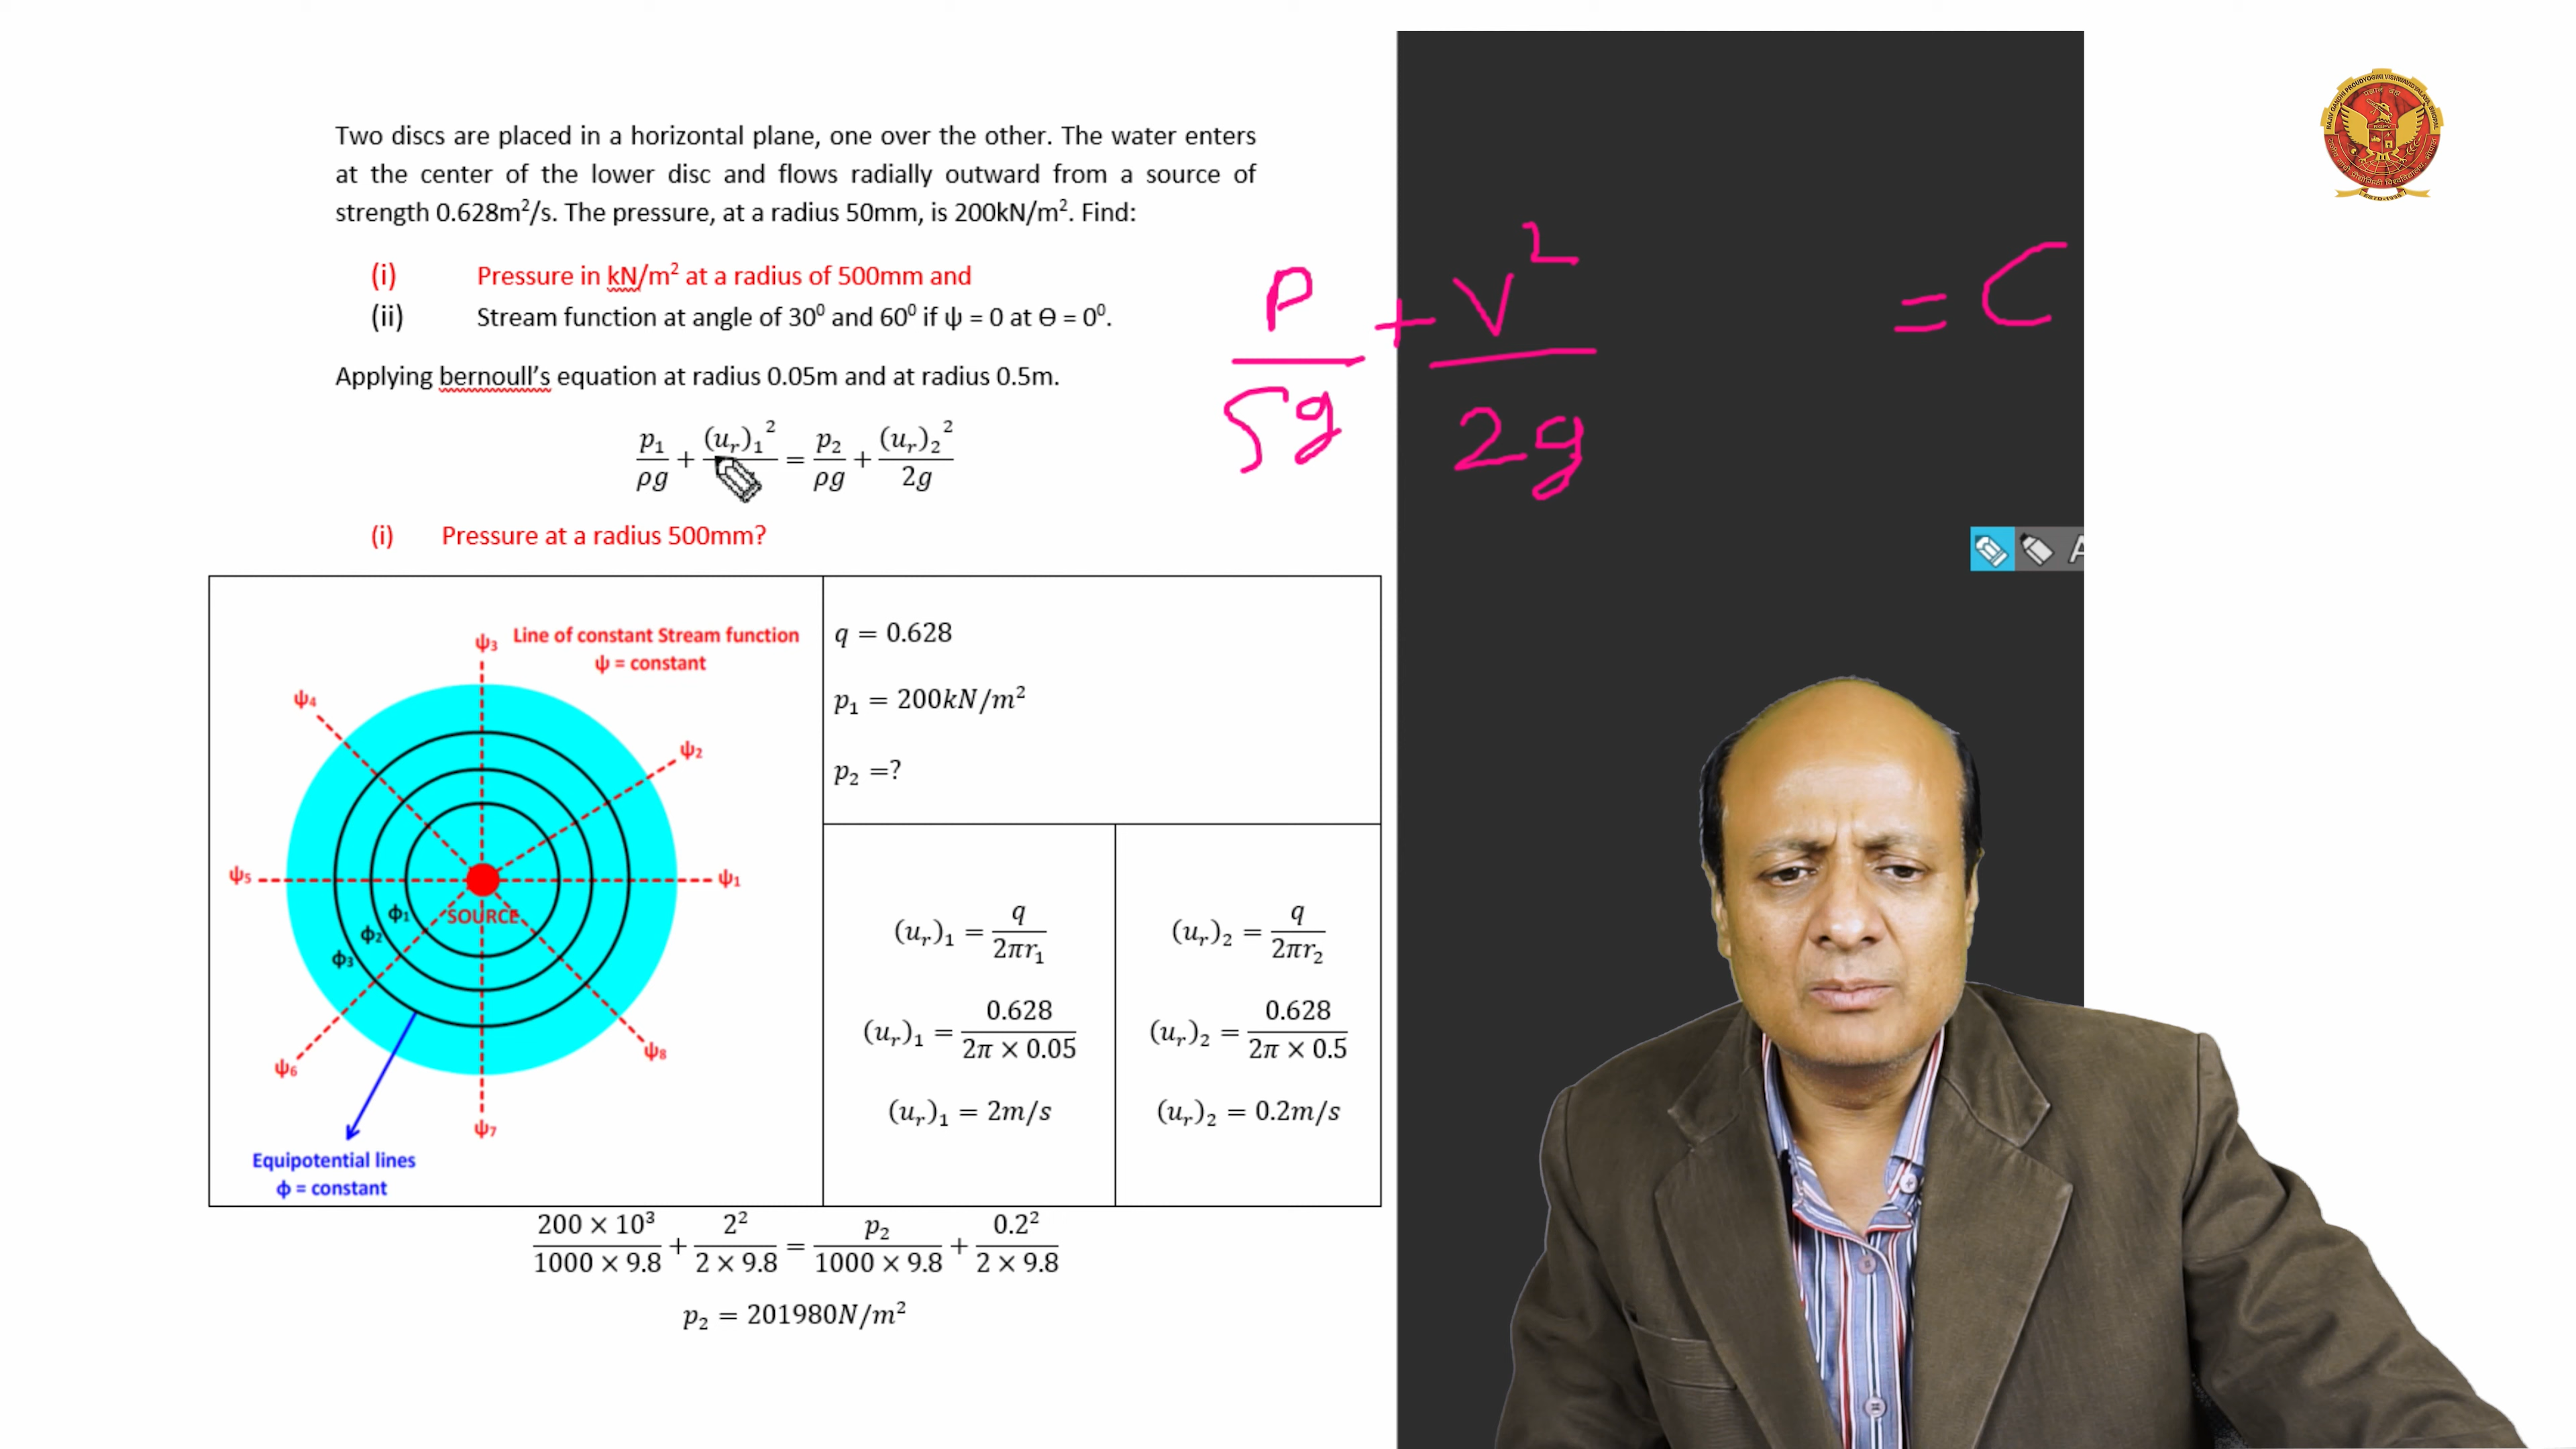 Two discs are placed in a horizontal plane, one over the other. The water enters
at the center of the lower disc and flows radially outward from a source of
strength 0.628m²/s. The pressure, at a radius 50mm, is 200kN/m². Find:
(i) Pressure in kN/m² at a radius of 500mm and
(ii) Stream function at angle of 30⁰ and 60⁰ if ψ = 0 at Ө = 0⁰.
Applying bernoull's equation at radius 0.05m and at radius 0.5m.
p₁/ρg + (uᵣ)₁²/ = p₂/ρg + (uᵣ)₂²/2g
P/ρg + V²/2g = C
(i) Pressure at a radius 500mm?
Line of constant Stream function
ψ = constant
ψ₃
ψ₄
ψ₂
ψ₅
ψ₁
SOURCE
ϕ₁
ϕ₂
ϕ₃
ψ₆
ψ₈
ψ₇
Equipotential lines
ϕ = constant
q = 0.628
p₁ = 200kN/m²
p₂ =?
(uᵣ)₁ = q/2πr₁
(uᵣ)₁ = 0.628/2π × 0.05
(uᵣ)₁ = 2m/s
(uᵣ)₂ = q/2πr₂
(uᵣ)₂ = 0.628/2π × 0.5
(uᵣ)₂ = 0.2m/s
200 × 10³/1000 × 9.8 + 2²/2 × 9.8 = p₂/1000 × 9.8 + 0.2²/2 × 9.8
p₂ = 201980N/m²
A